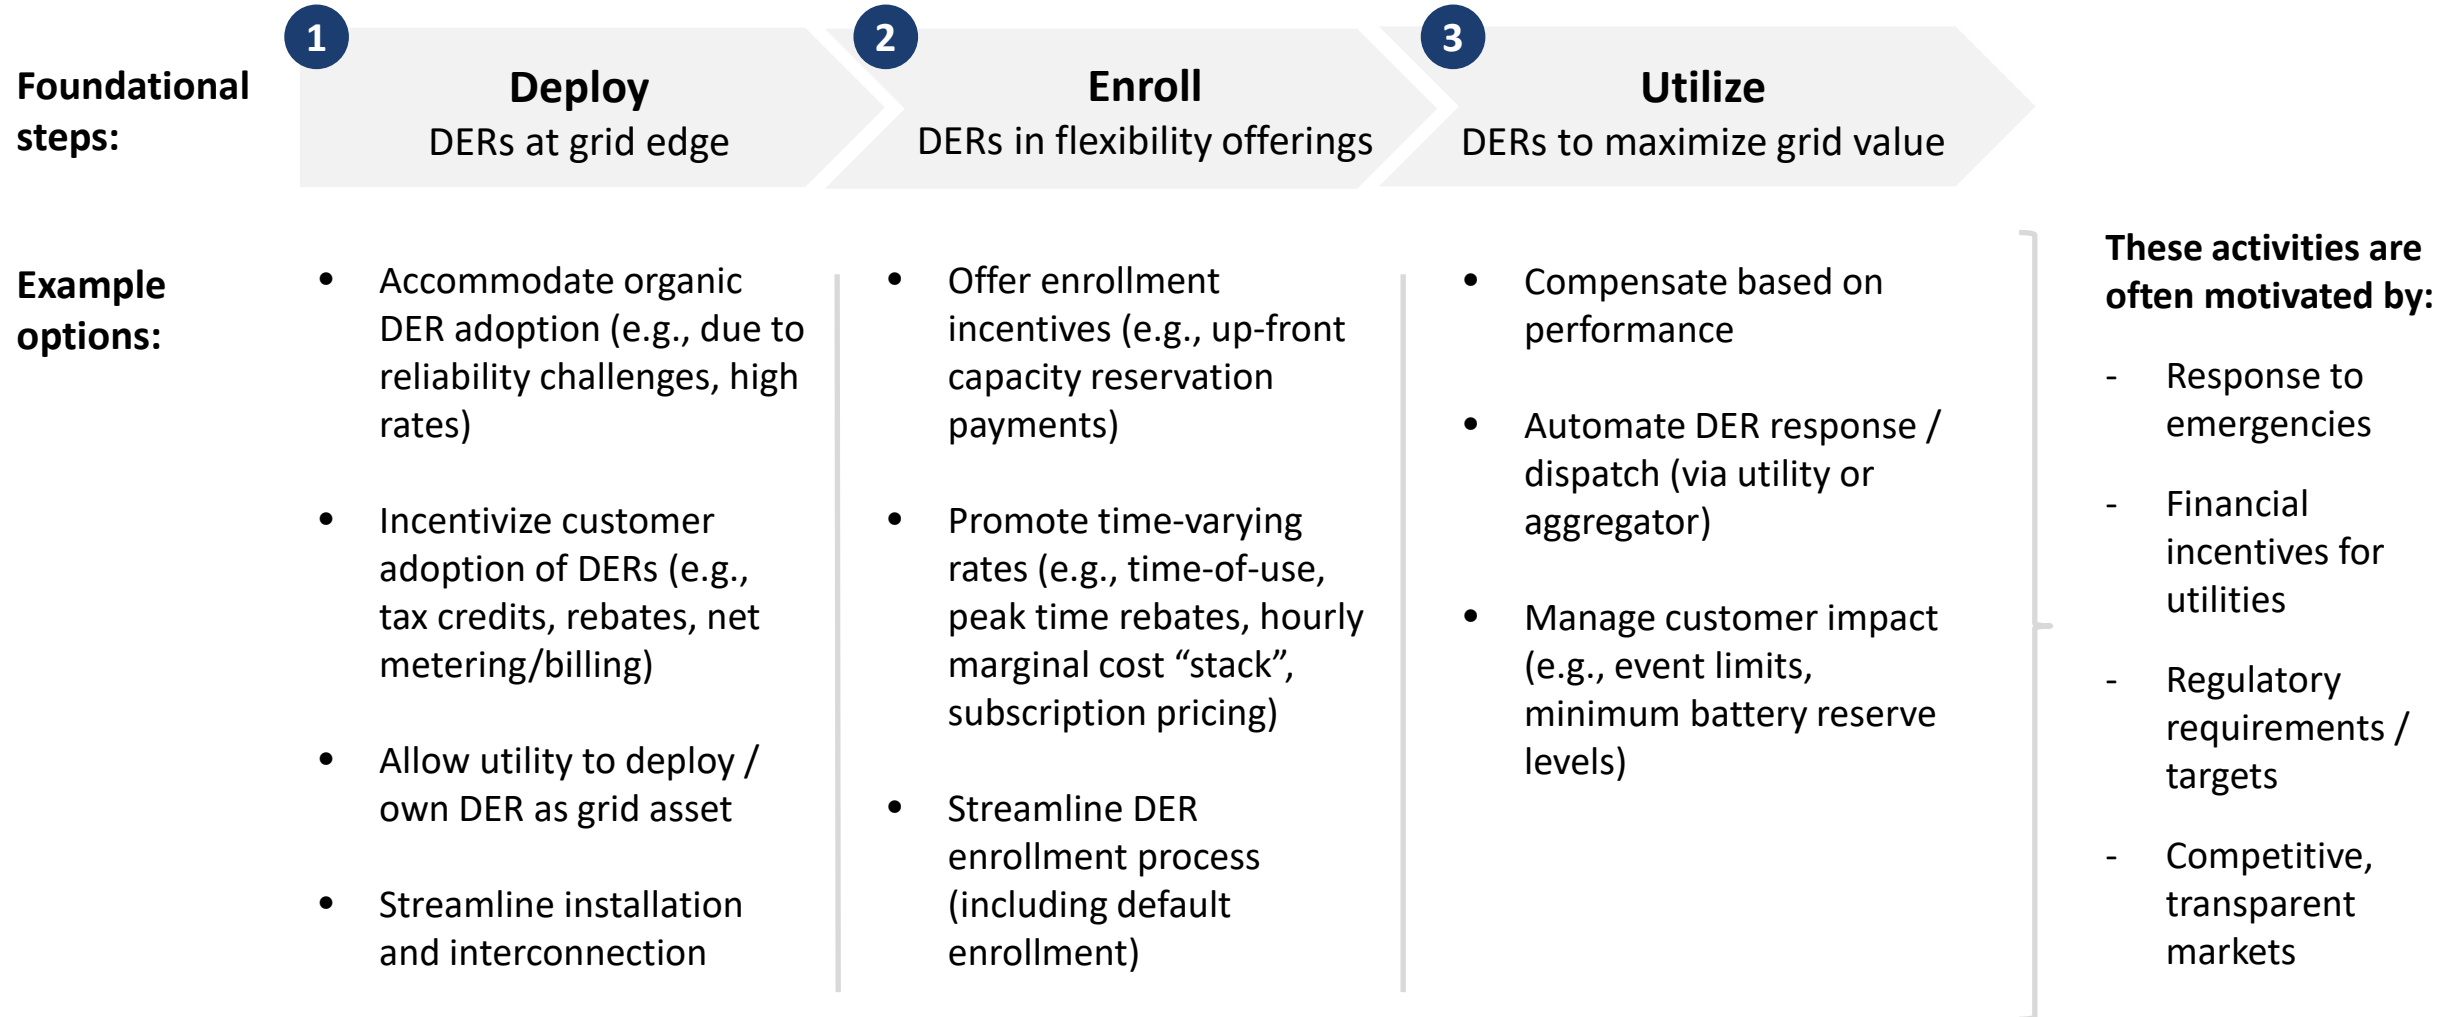 1
2
3
Foundational
steps:
Deploy
DERs at grid edge
Enroll
DERs in flexibility offerings
Utilize
DERs to maximize grid value
Example
options:
• Accommodate organic
DER adoption (e.g., due to
reliability challenges, high
rates)
• Incentivize customer
adoption of DERs (e.g.,
tax credits, rebates, net
metering/billing)
• Allow utility to deploy /
own DER as grid asset
• Streamline installation
and interconnection
• Offer enrollment
incentives (e.g., up-front
capacity reservation
payments)
• Promote time-varying
rates (e.g., time-of-use,
peak time rebates, hourly
marginal cost “stack”,
subscription pricing)
• Streamline DER
enrollment process
(including default
enrollment)
• Compensate based on
performance
• Automate DER response /
dispatch (via utility or
aggregator)
• Manage customer impact
(e.g., event limits,
minimum battery reserve
levels)
These activities are
often motivated by:
- Response to
emergencies
- Financial
incentives for
utilities
- Regulatory
requirements /
targets
- Competitive,
transparent
markets